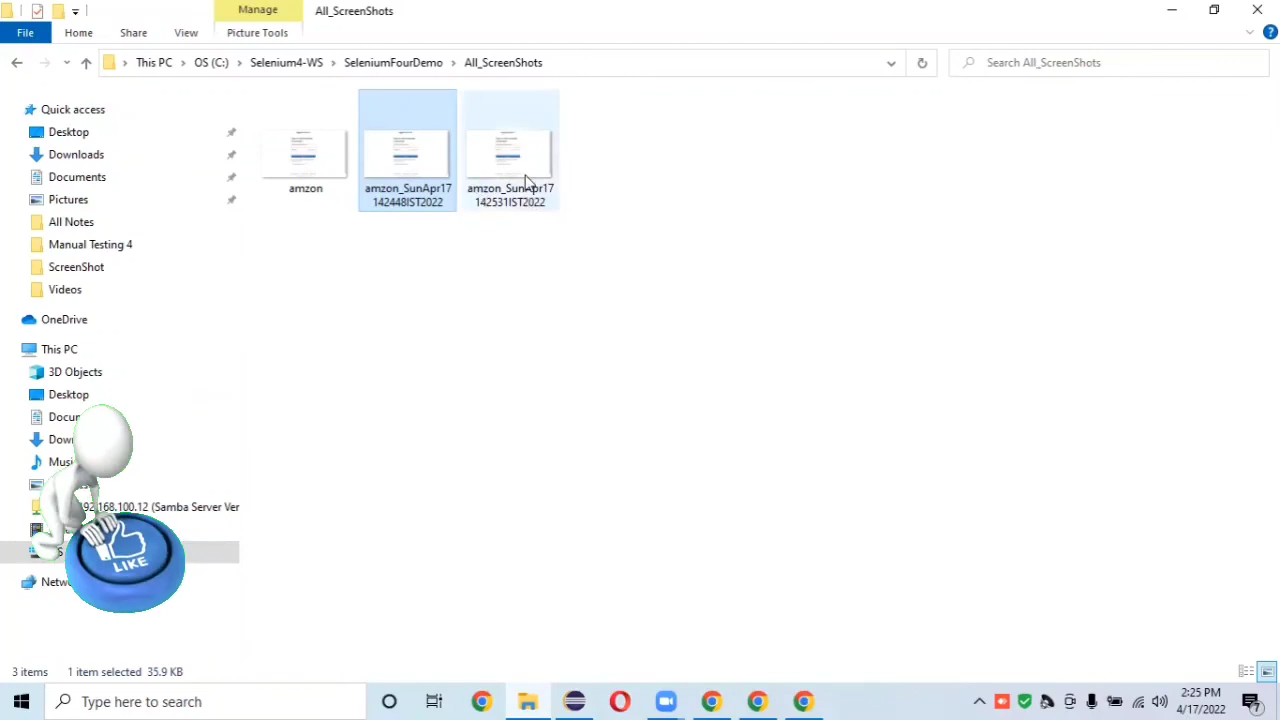 Manage
All_ScreenShots
File
Home
Share
View
Picture Tools
This PC
OS (C:)
Selenium4-WS
SeleniumFourDemo
All_ScreenShots
Search All_ScreenShots
Quick access
Desktop
Downloads
Documents
Pictures
All Notes
Manual Testing 4
ScreenShot
Videos
OneDrive
This PC
3D Objects
Desktop
92.168.100.12 (Samba Server Ver
LIKE
amzon
amzon_SunApr17
142448IST2022
amzon_SunApr17
142531IST2022
3 items
1 item selected 35.9 KB
Type here to search
2:25 PM
4/17/2022
7